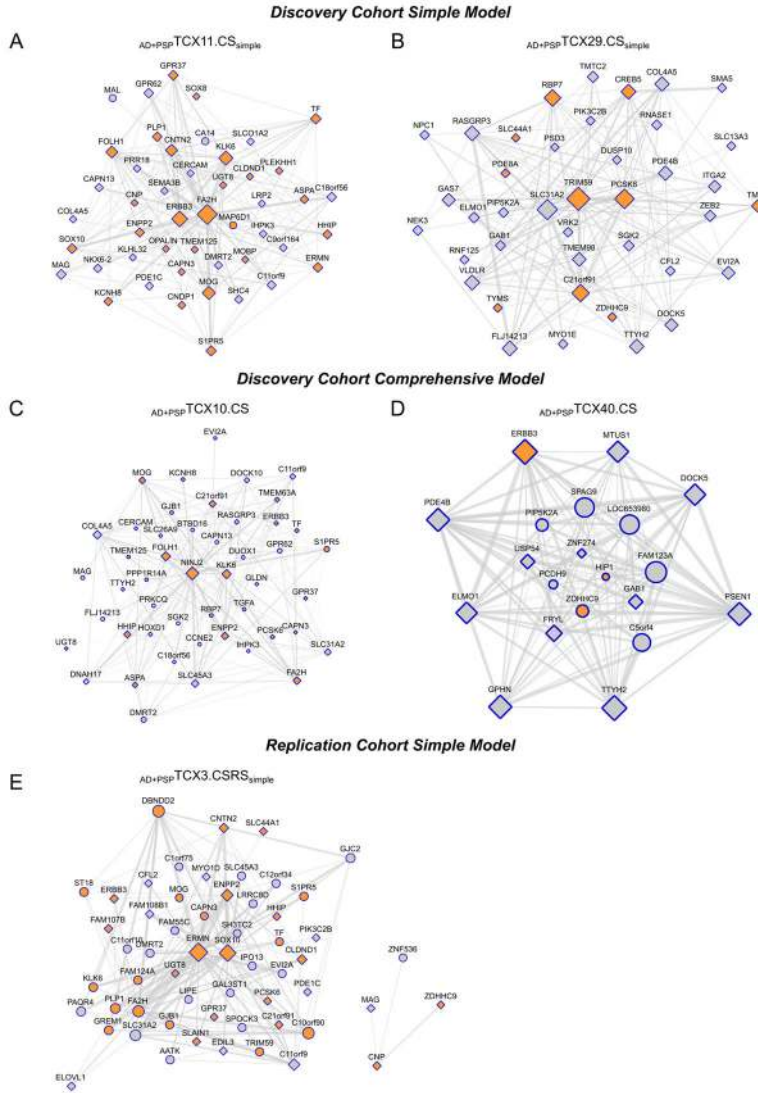 Discovery Cohort Simple Model
A
B
AD+PSPTCX11.CSsimple
AD+PSPTCX29.CSsimple
GPR37
MAL
GPR62
SOX8
TF
PLP1
CA14
SLCO1A2
FOLH1
CNTN2
KLK6
PRR18
CERCAM
CLDND1
PLEKHH1
CAPN13
SEMA3B
UGT8
CNP
FA2H
LRP2
ASPA
C18orf56
COL4A5
ERBB3
MAP6D1
ENPP2
IHPK3
HHIP
SOX10
OPALIN
TMEM125
C9orf164
KLHL32
MOBP
NKX6-2
CAPN3
DMRT2
ERMN
MAG
PDE1C
MOG
C11orf9
KCNH8
CNDP1
SHC4
S1PR5
TMTC2
COL4A5
RBP7
CREB5
SMA5
PIK3C2B
RASGRP3
RNASE1
NPC1
SLC44A1
PSD3
SLC13A3
DUSP10
PDE8A
PDE4B
TRIM59
ITGA2
GAS7
SLC31A2
PCSK6
PIP5K2A
ZEB2
NEK3
ELMO1
VRK2
GAB1
SGK2
RNF125
TMEM98
CFL2
VLDLR
EVI2A
C21orf91
TYMS
ZDHHC9
DOCK5
FLJ14213
MYO1E
TTYH2
Discovery Cohort Comprehensive Model
C
D
AD+PSPTCX10.CS
AD+PSPTCX40.CS
EVI2A
MOG
KCNH8
DOCK10
C11orf9
C21orf91
TMEM63A
GJB1
COL4A5
CERCAM
STBD16
RASGRP3
ERBB3
TF
SLC26A9
CAPN13
S1PR5
TMEM125
FOLH1
DUOX1
GPR62
MAG
PPP1R14A
NINJ2
KLK6
TTYH2
GLDN
PRKCQ
GPR37
FLJ14213
RBP7
TGFA
SGK2
HHIP
HOXD1
ENPP2
PCSK6
CAPN3
UGT8
CCNE2
IHPK3
SLC31A2
C18orf56
DNAH17
ASPA
SLC45A3
FA2H
DMRT2
ERBB3
MTUS1
DOCK5
PDE4B
SPAG9
PIP5K2A
LOC653980
USP54
ZNF274
FAM123A
PCDH9
HIP1
GAB1
ELMO1
ZDHHC9
PSEN1
FRYL
C5orf4
GPHN
TTYH2
Replication Cohort Simple Model
E
AD+PSPTCX3.CSRSsimple
DBNDD2
CNTN2
SLC44A1
GJC2
C1orf75
MYO1D
SLC45A3
C12orf34
ST18
ERBB3
CFL2
ENPP2
LRRC8D
S1PR5
MOG
FAM108B1
CAPN3
HHIP
FAM107B
FAM55C
SH3TC2
PIK3C2B
C11orf10
DMRT2
ERMN
SOX10
TF
ZNF536
CLDND1
KLK6
FAM124A
UGT8
IPO13
EVI2A
PDE1C
PAQR4
PLP1
FA2H
LIPE
GAL3ST1
PCSK6
MAG
ZDHHC9
GREM1
SLC31A2
GJB1
GPR37
SPOCK3
C21orf91
C10orf90
SLAIN1
AATK
EDIL3
TRIM59
C11orf9
CNP
ELOVL1